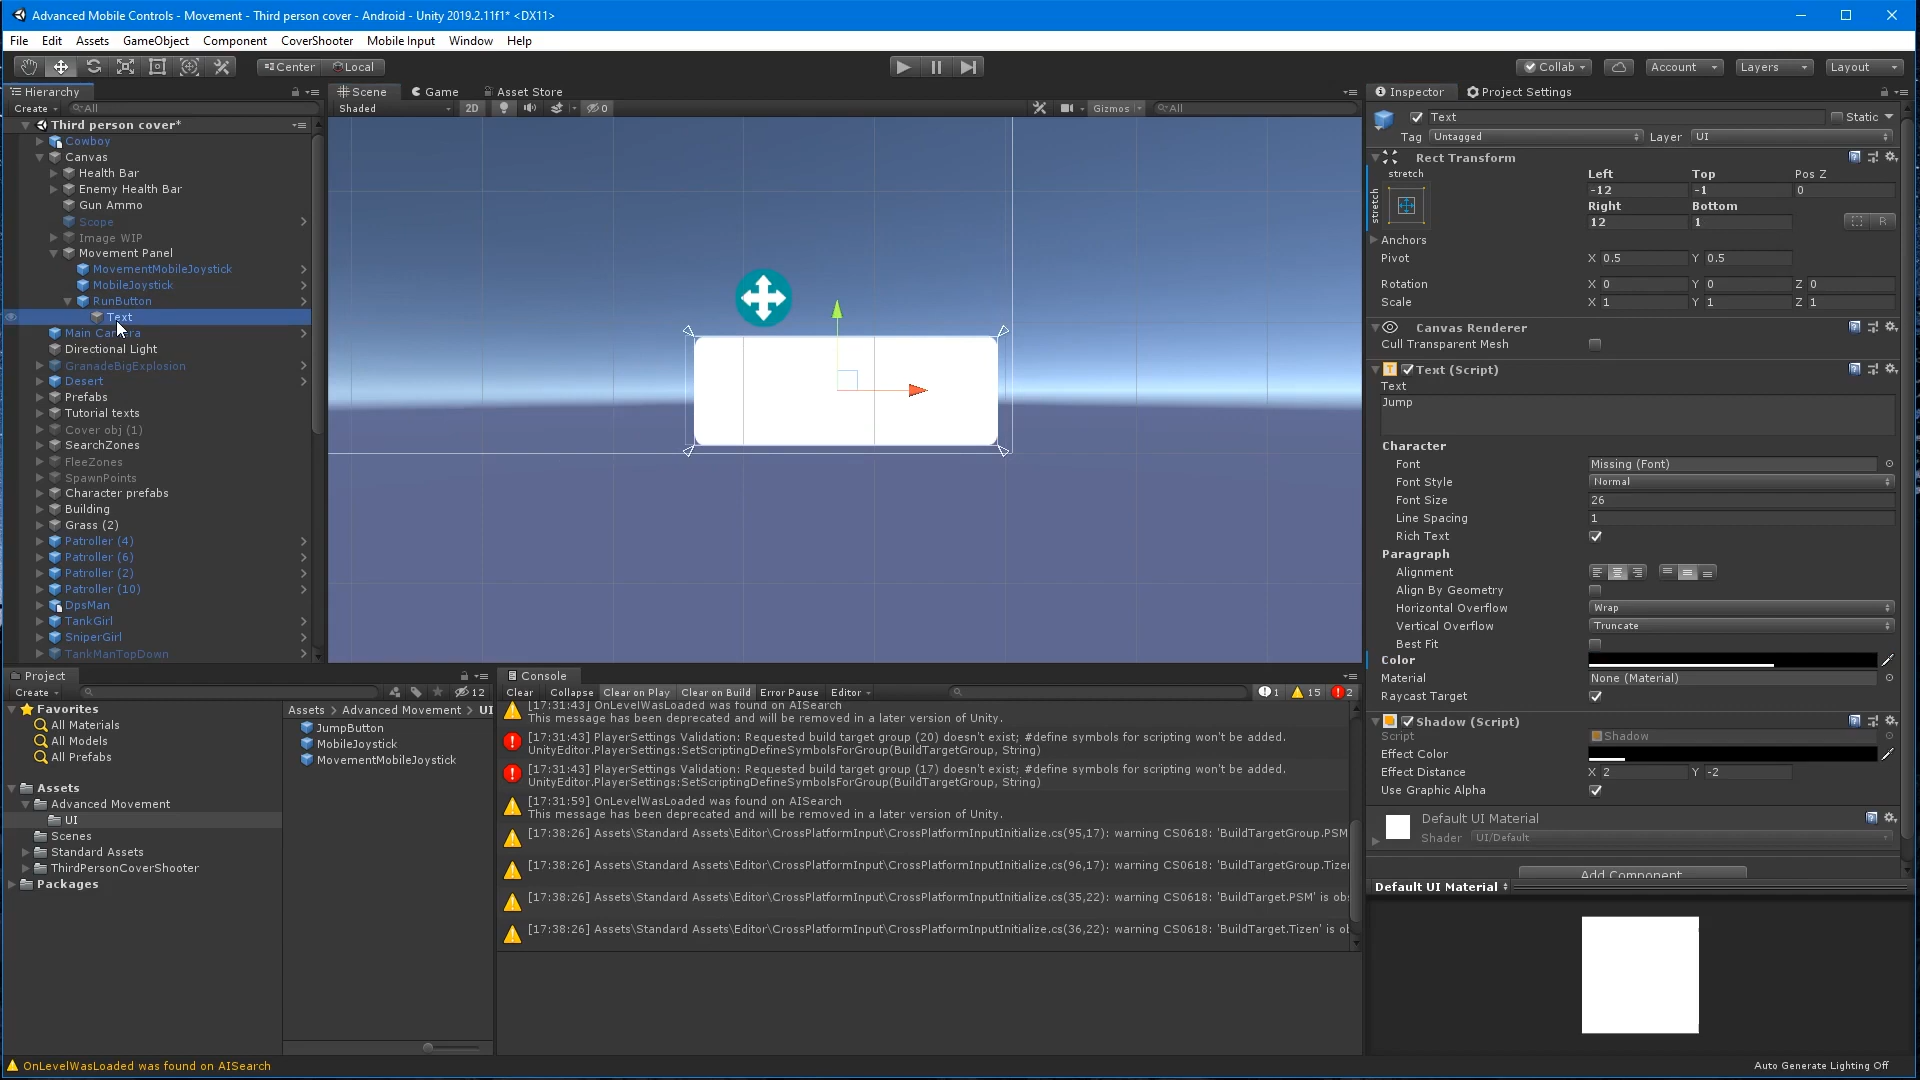 Advanced Mobile Controls - Movement - Third person cover - Android - Unity 2019.2.11f1* <DX11>
File Edit Assets GameObject Component CoverShooter Mobile Input Window Help
Center Local
Collab Account Layers Layout
Hierarchy
Create All
Third person cover*
Cowboy
Canvas
Health Bar
Enemy Health Bar
Gun Ammo
Scope
Image WIP
Movement Panel
MovementMobileJoystick
MobileJoystick
RunButton
Text
Main Camera
Directional Light
GranadeBigExplosion
Desert
Prefabs
Tutorial texts
Cover obj (1)
SearchZones
FleeZones
SpawnPoints
Character prefabs
Building
Grass (2)
Patroller (4)
Patroller (6)
Patroller (2)
Patroller (10)
DpsMan
TankGirl
SniperGirl
TankManTopDown
Scene Game Asset Store
Shaded 2D 0 Gizmos All
Inspector Project Settings
Text Static
Tag Untagged Layer UI
Rect Transform
stretch
stretch
Left Top Pos Z
-12 -1 0
Right Bottom
12 1 R
Anchors
Pivot X 0.5 Y 0.5
Rotation X 0 Y 0 Z 0
Scale X 1 Y 1 Z 1
Canvas Renderer
Cull Transparent Mesh
Text (Script)
Text
Jump
Character
Font Missing (Font)
Font Style Normal
Font Size 26
Line Spacing 1
Rich Text
Paragraph
Alignment
Align By Geometry
Horizontal Overflow Wrap
Vertical Overflow Truncate
Best Fit
Color
Material None (Material)
Raycast Target
Shadow (Script)
Script Shadow
Effect Color
Effect Distance X 2 Y -2
Use Graphic Alpha
Default UI Material
Shader UI/Default
Add Component
Default UI Material
Project
Create 12
Favorites
All Materials
All Models
All Prefabs
Assets
Advanced Movement
UI
Scenes
Standard Assets
ThirdPersonCoverShooter
Packages
Assets > Advanced Movement > UI
JumpButton
MobileJoystick
MovementMobileJoystick
Console
Clear Collapse Clear on Play Clear on Build Error Pause Editor 1 15 2
[17:31:43] OnLevelWasLoaded was found on AISearch
This message has been deprecated and will be removed in a later version of Unity.
[17:31:43] PlayerSettings Validation: Requested build target group (20) doesn't exist; #define symbols for scripting won't be added.
UnityEditor.PlayerSettings:SetScriptingDefineSymbolsForGroup(BuildTargetGroup, String)
[17:31:43] PlayerSettings Validation: Requested build target group (17) doesn't exist; #define symbols for scripting won't be added.
UnityEditor.PlayerSettings:SetScriptingDefineSymbolsForGroup(BuildTargetGroup, String)
[17:31:59] OnLevelWasLoaded was found on AISearch
This message has been deprecated and will be removed in a later version of Unity.
[17:38:26] Assets\Standard Assets\Editor\CrossPlatformInput\CrossPlatformInputInitialize.cs(95,17): warning CS0618: 'BuildTargetGroup.PSM
[17:38:26] Assets\Standard Assets\Editor\CrossPlatformInput\CrossPlatformInputInitialize.cs(96,17): warning CS0618: 'BuildTargetGroup.Tizer
[17:38:26] Assets\Standard Assets\Editor\CrossPlatformInput\CrossPlatformInputInitialize.cs(35,22): warning CS0618: 'BuildTarget.PSM' is obs
[17:38:26] Assets\Standard Assets\Editor\CrossPlatformInput\CrossPlatformInputInitialize.cs(36,22): warning CS0618: 'BuildTarget.Tizen' is ol
OnLevelWasLoaded was found on AISearch
Auto Generate Lighting Off